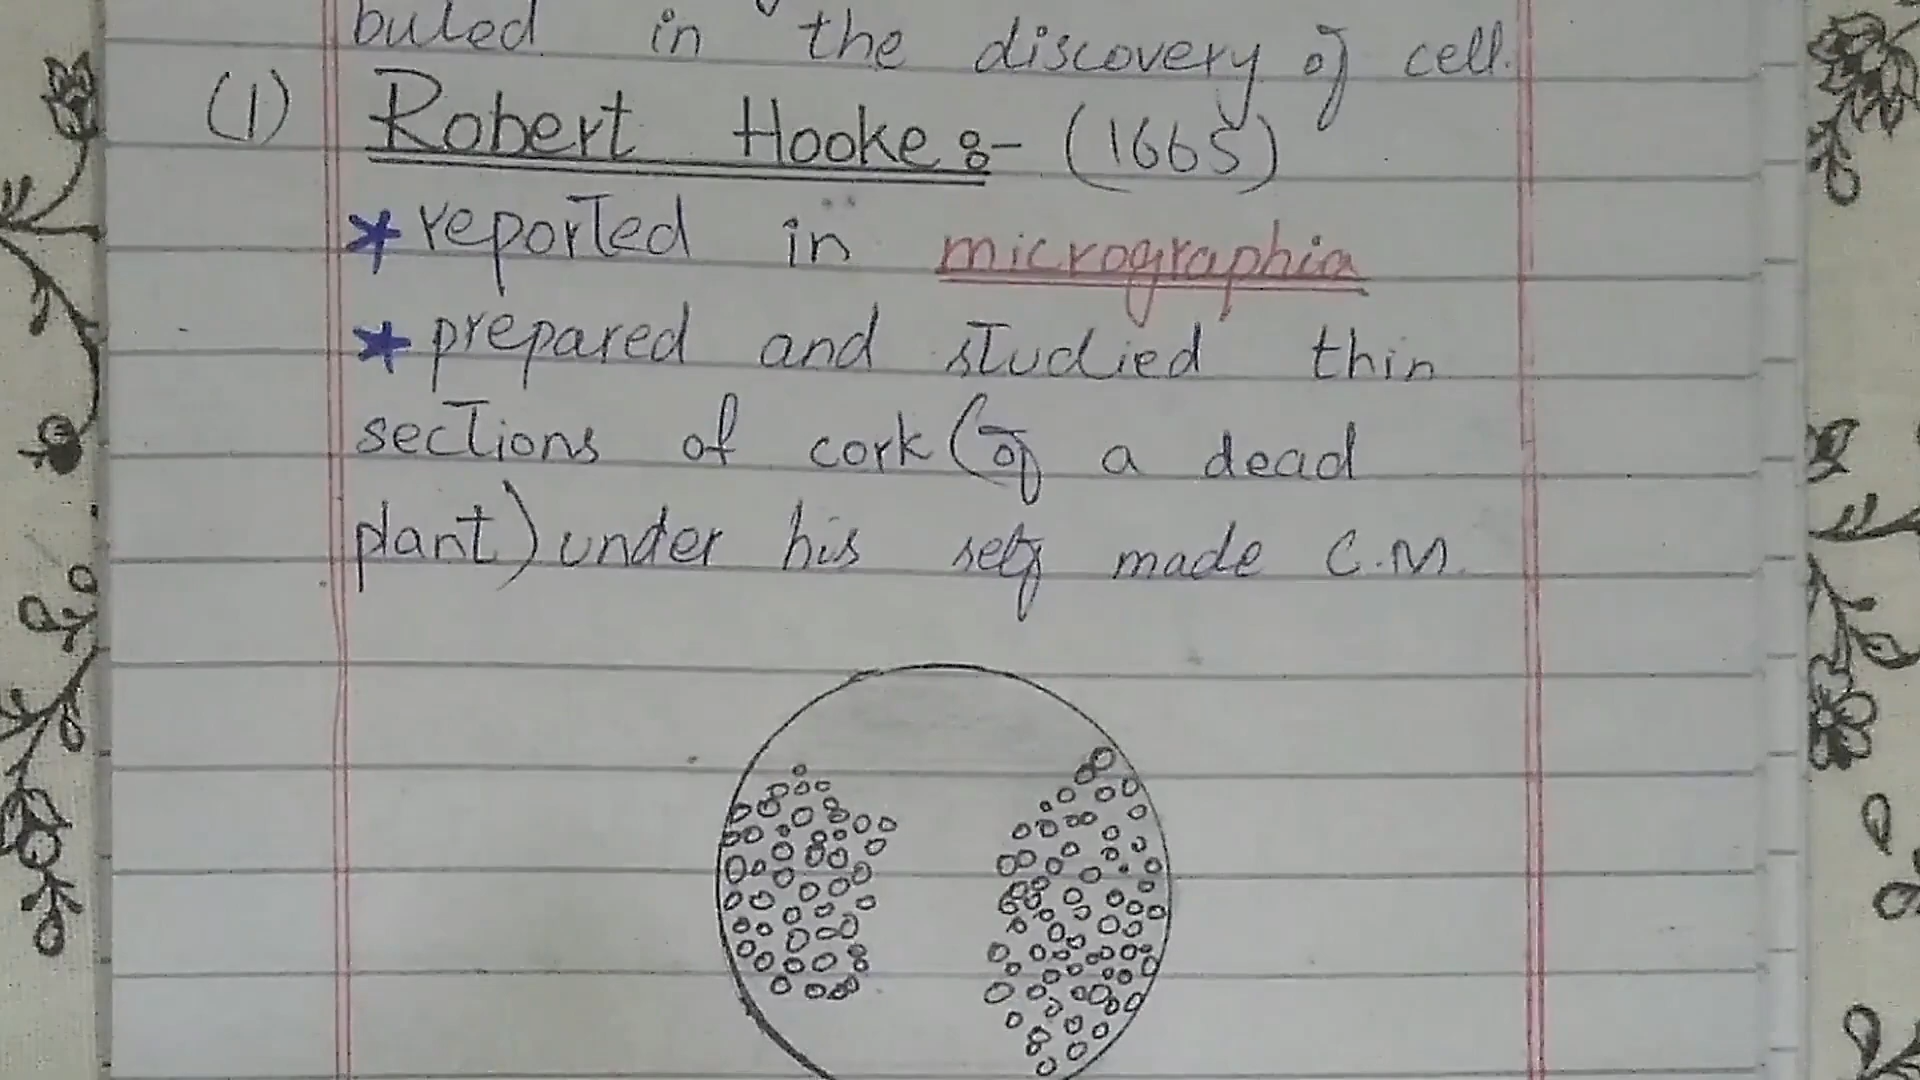 buted in the discovery of cell.
(1) Robert Hooke :- (1665)
* reported in micrographia
* prepared and studied thin
sections of cork (of a dead
plant) under his self made C.M.